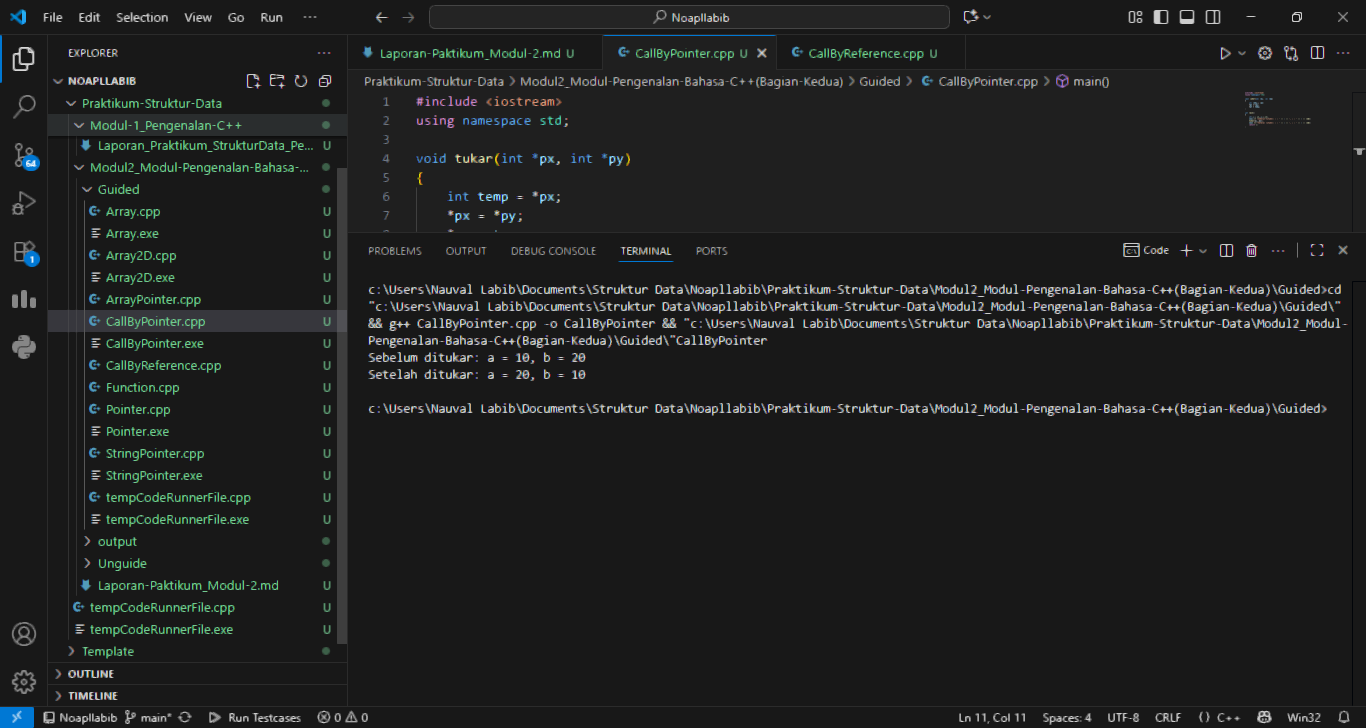 File Edit Selection View Go Run ··· Noapllabib
EXPLORER ···
NOAPLLABIB
Praktikum-Struktur-Data
Modul-1_Pengenalan-C++
Laporan_Praktikum_StrukturData_Pe... U
Modul2_Modul-Pengenalan-Bahasa-...
Guided
Array.cpp U
Array.exe U
Array2D.cpp U
Array2D.exe U
ArrayPointer.cpp U
CallByPointer.cpp U
CallByPointer.exe U
CallByReference.cpp U
Function.cpp U
Pointer.cpp U
Pointer.exe U
StringPointer.cpp U
StringPointer.exe U
tempCodeRunnerFile.cpp U
tempCodeRunnerFile.exe U
output
Unguide
Laporan-Paktikum_Modul-2.md U
tempCodeRunnerFile.cpp U
tempCodeRunnerFile.exe U
Template
OUTLINE
TIMELINE
64
1
Laporan-Paktikum_Modul-2.md U CallByPointer.cpp U CallByReference.cpp U
Praktikum-Struktur-Data > Modul2_Modul-Pengenalan-Bahasa-C++(Bagian-Kedua) > Guided > CallByPointer.cpp > main()
1 #include <iostream>
2 using namespace std;
3
4 void tukar(int *px, int *py)
5 {
6 int temp = *px;
7 *px = *py;
PROBLEMS OUTPUT DEBUG CONSOLE TERMINAL PORTS Code
c:\Users\Nauval Labib\Documents\Struktur Data\Noapllabib\Praktikum-Struktur-Data\Modul2_Modul-Pengenalan-Bahasa-C++(Bagian-Kedua)\Guided>cd
"c:\Users\Nauval Labib\Documents\Struktur Data\Noapllabib\Praktikum-Struktur-Data\Modul2_Modul-Pengenalan-Bahasa-C++(Bagian-Kedua)\Guided\"
&& g++ CallByPointer.cpp -o CallByPointer && "c:\Users\Nauval Labib\Documents\Struktur Data\Noapllabib\Praktikum-Struktur-Data\Modul2_Modul-
Pengenalan-Bahasa-C++(Bagian-Kedua)\Guided\"CallByPointer
Sebelum ditukar: a = 10, b = 20
Setelah ditukar: a = 20, b = 10
c:\Users\Nauval Labib\Documents\Struktur Data\Noapllabib\Praktikum-Struktur-Data\Modul2_Modul-Pengenalan-Bahasa-C++(Bagian-Kedua)\Guided>
Noapllabib main* Run Testcases 0 0 Ln 11, Col 11 Spaces: 4 UTF-8 CRLF C++ Win32